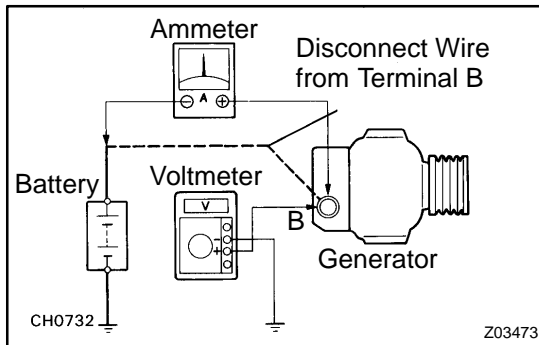 Ammeter
Disconnect Wire
from Terminal B
− A +
Battery
Voltmeter
V
B
−
+
Generator
CH0732
Z03473